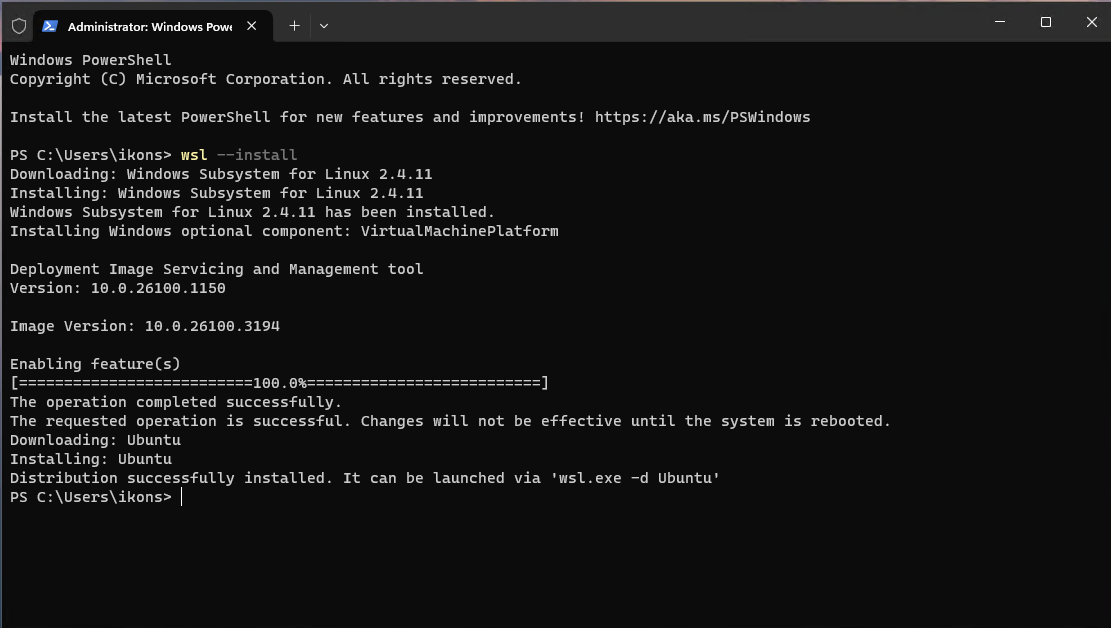 Administrator: Windows Powe
Windows PowerShell
Copyright (C) Microsoft Corporation. All rights reserved.
Install the latest PowerShell for new features and improvements! https://aka.ms/PSWindows
PS C:\Users\ikons> wsl --install
Downloading: Windows Subsystem for Linux 2.4.11
Installing: Windows Subsystem for Linux 2.4.11
Windows Subsystem for Linux 2.4.11 has been installed.
Installing Windows optional component: VirtualMachinePlatform
Deployment Image Servicing and Management tool
Version: 10.0.26100.1150
Image Version: 10.0.26100.3194
Enabling feature(s)
[==========================100.0%==========================]
The operation completed successfully.
The requested operation is successful. Changes will not be effective until the system is rebooted.
Downloading: Ubuntu
Installing: Ubuntu
Distribution successfully installed. It can be launched via 'wsl.exe -d Ubuntu'
PS C:\Users\ikons>